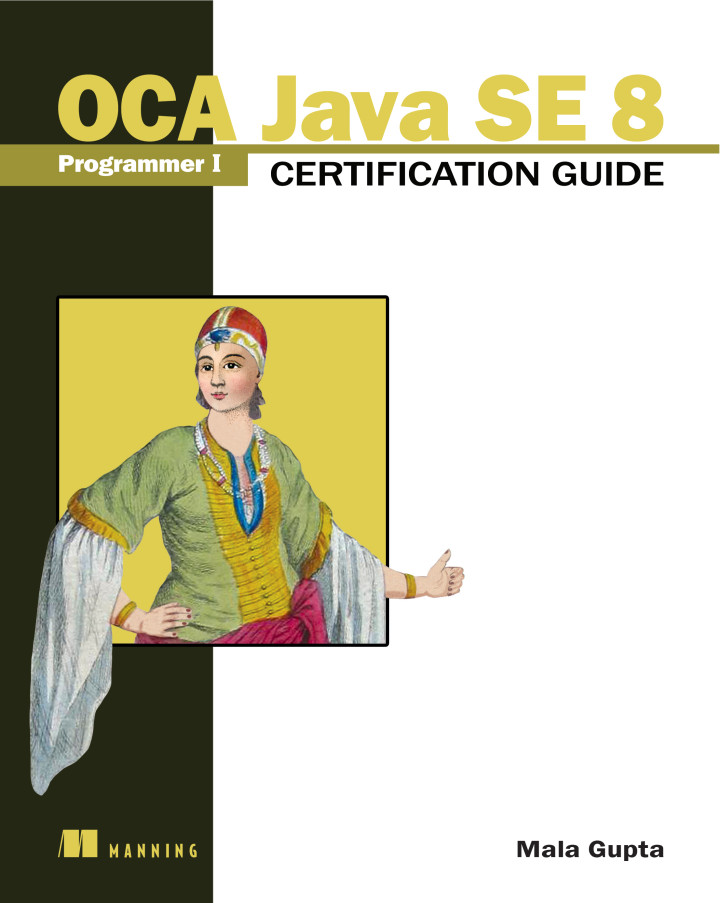 OCA Java SE 8
Programmer I
CERTIFICATION GUIDE
MANNING
Mala Gupta